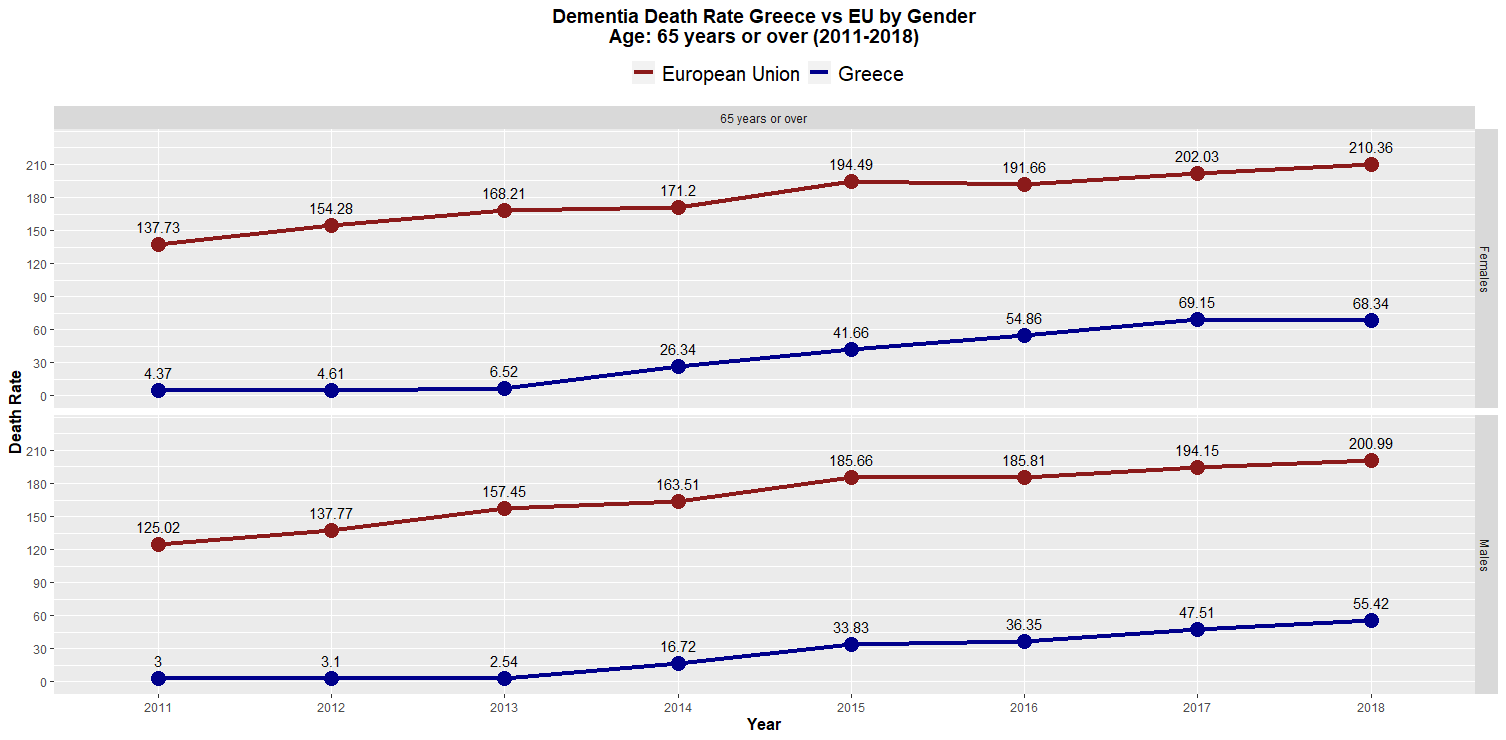 Dementia Death Rate Greece vs EU by Gender
Age: 65 years or over (2011-2018)
European Union Greece
65 years or over
Females
210
180
150
120
90
60
30
0
137.73 154.28 168.21 171.2 194.49 191.66 202.03 210.36
4.37 4.61 6.52 26.34 41.66 54.86 69.15 68.34
Death Rate
Males
210
180
150
120
90
60
30
0
125.02 137.77 157.45 163.51 185.66 185.81 194.15 200.99
3 3.1 2.54 16.72 33.83 36.35 47.51 55.42
2011 2012 2013 2014 2015 2016 2017 2018
Year